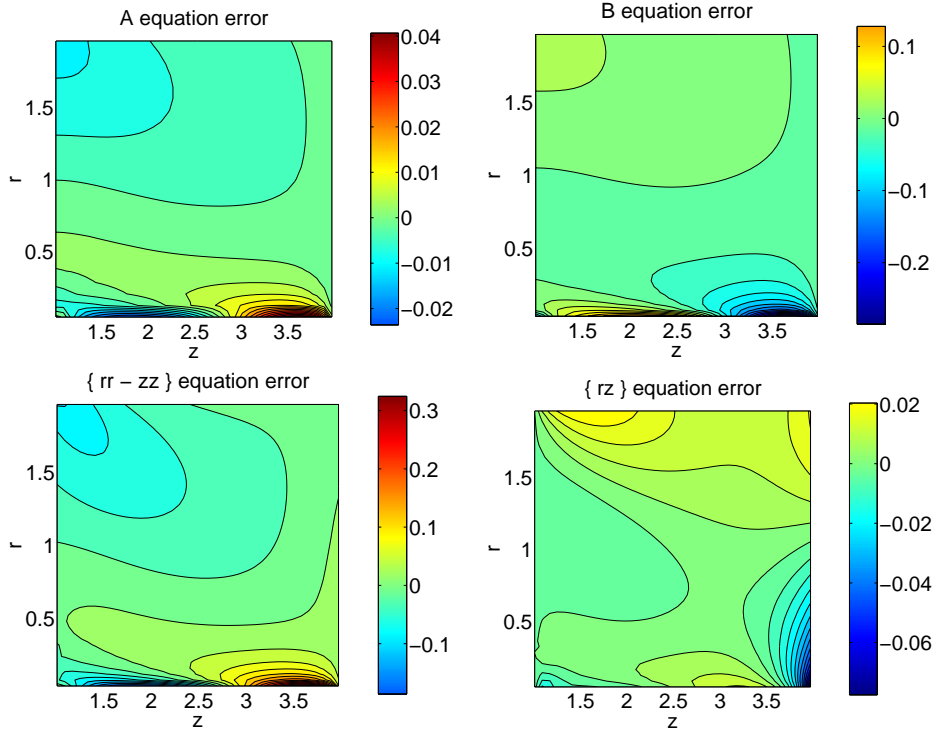 A equation error
B equation error
r
1.5
1
0.5
1.5 2 2.5 3 3.5
z
0.04
0.03
0.02
0.01
0
−0.01
−0.02
r
1.5
1
0.5
1.5 2 2.5 3 3.5
z
0.1
0
−0.1
−0.2
{ rr − zz } equation error
{ rz } equation error
r
1.5
1
0.5
1.5 2 2.5 3 3.5
z
0.3
0.2
0.1
0
−0.1
r
1.5
1
0.5
1.5 2 2.5 3 3.5
z
0.02
0
−0.02
−0.04
−0.06